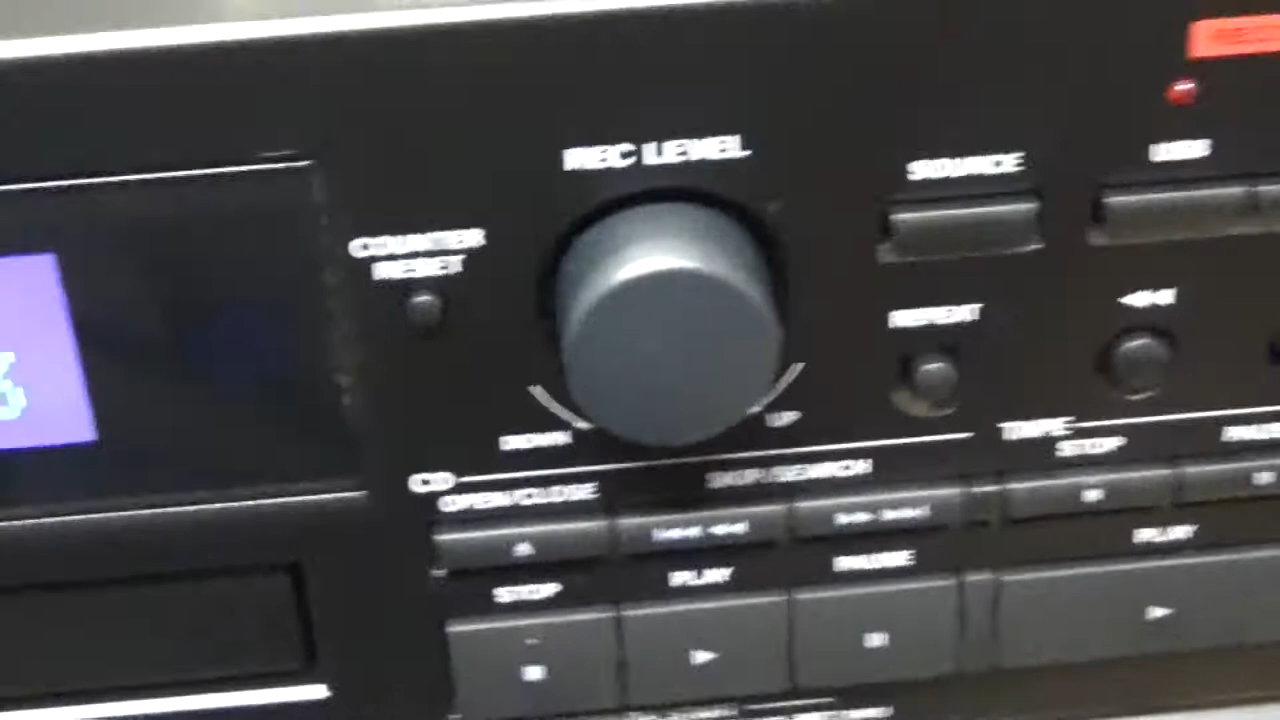 REC LEVEL
SOURCE
USB
COUNTER
RESET
REPEAT
DOWN
UP
TAPE
STOP
CD
SKIP/SEARCH
OPEN/CLOSE
PLAY
STOP
PLAY
PAUSE